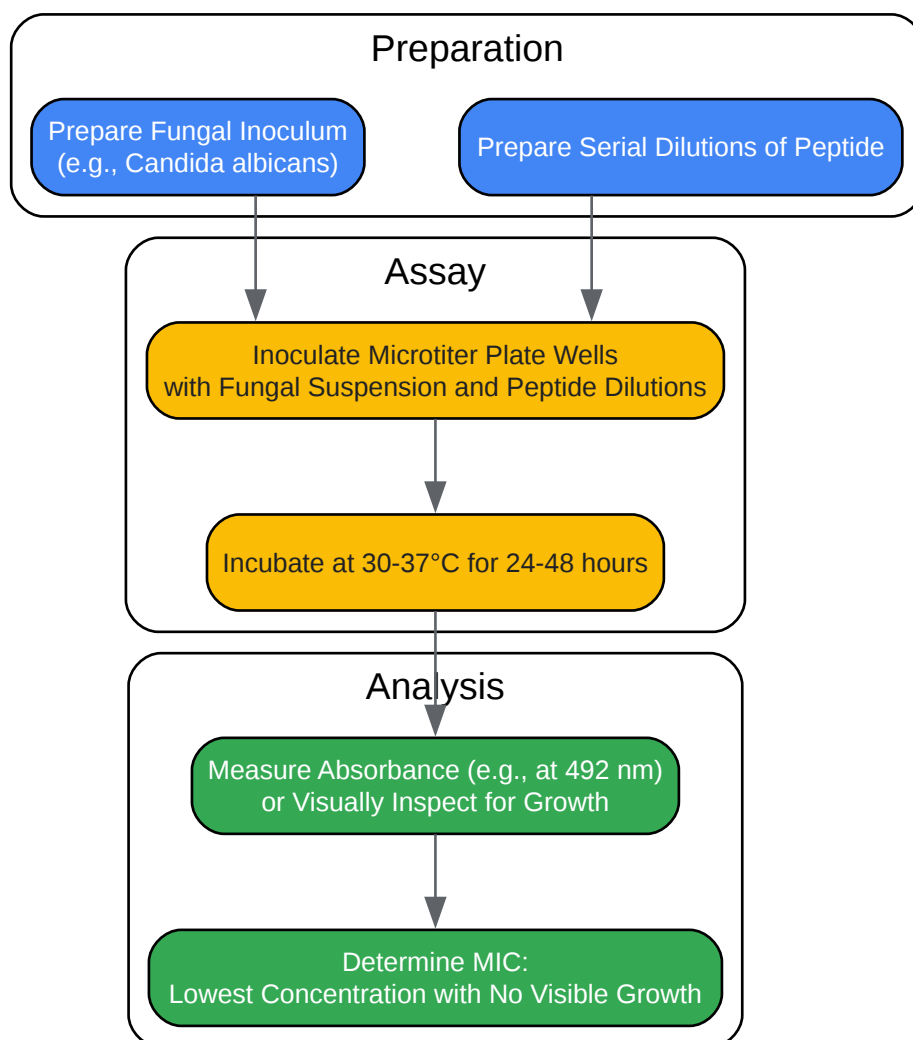 Preparation
Prepare Fungal Inoculum
(e.g., Candida albicans)
Prepare Serial Dilutions of Peptide
Assay
Inoculate Microtiter Plate Wells
with Fungal Suspension and Peptide Dilutions
Incubate at 30-37°C for 24-48 hours
Analysis
Measure Absorbance (e.g., at 492 nm)
or Visually Inspect for Growth
Determine MIC:
Lowest Concentration with No Visible Growth